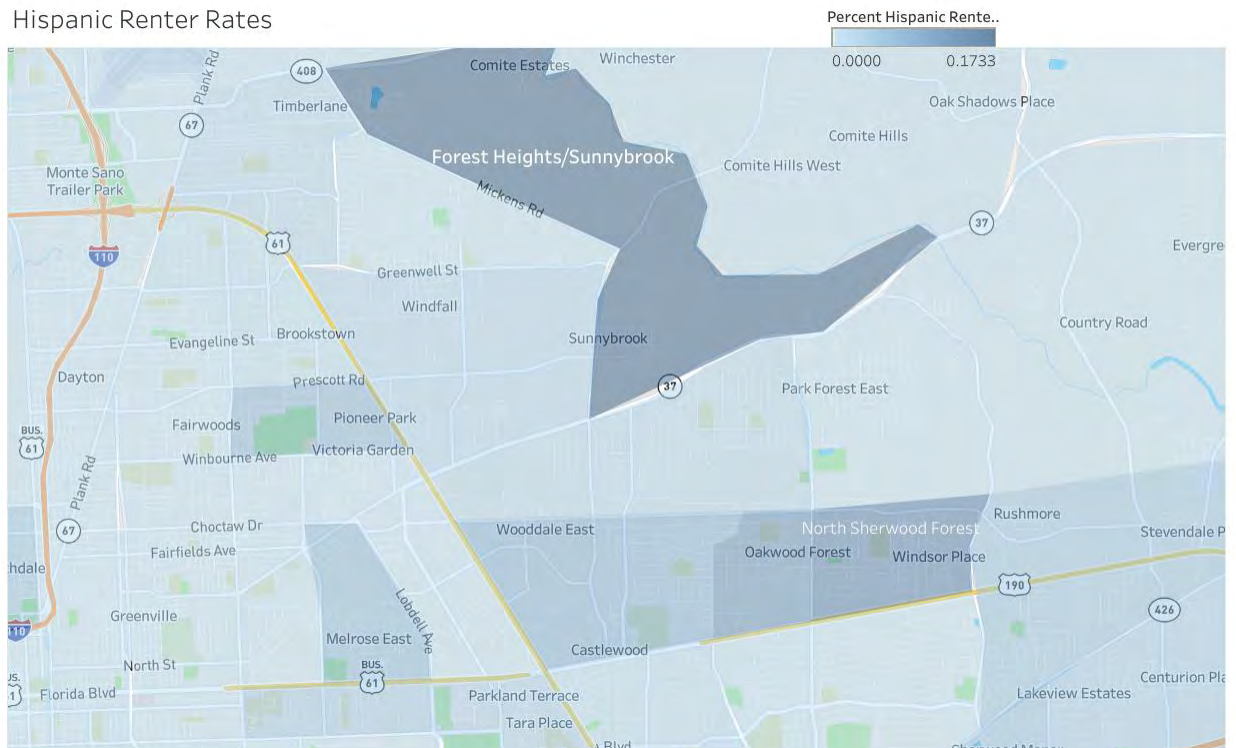 Hispanic Renter Rates
Percent Hispanic Rente..
0.0000
0.1733
Comite Estates
Winchester
408
Plank Rd
Timberlane
Oak Shadows Place
67
Comite Hills
Forest Heights/Sunnybrook
Comite Hills West
Monte Sano
Trailer Park
Mickens Rd
37
61
110
Evergre
Greenwell St
Windfall
Country Road
Brookstown
Evangeline St
Sunnybrook
Dayton
Prescott Rd
37
Park Forest East
Pioneer Park
Fairwoods
BUS.
61
Victoria Garden
Winbourne Ave
Plank Rd
Rushmore
67
Choctaw Dr
Wooddale East
North Sherwood Forest
Stevendale P
Fairfields Ave
Oakwood Forest
Windsor Place
hdale
190
426
Lobdell Ave
Greenville
110
Melrose East
Castlewood
North St
BUS.
61
US.
1
Florida Blvd
Parkland Terrace
Lakeview Estates
Centurion Pla
Tara Place
Blvd